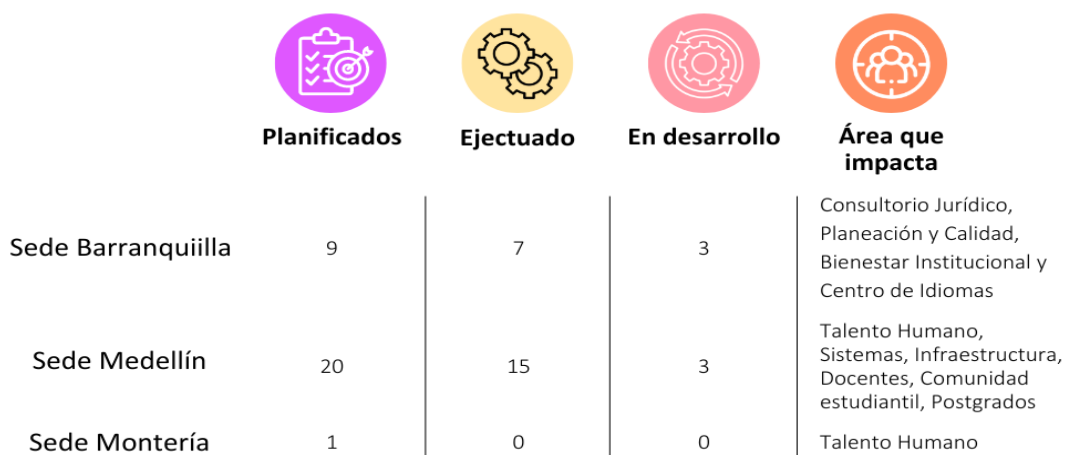 Planificados
Ejectuado
En desarrollo
Área que
impacta
Sede Barranquiilla
9
7
3
Consultorio Jurídico,
Planeación y Calidad,
Bienestar Institucional y
Centro de Idiomas
Sede Medellín
20
15
3
Talento Humano,
Sistemas, Infraestructura,
Docentes, Comunidad
estudiantil, Postgrados
Sede Montería
1
0
0
Talento Humano